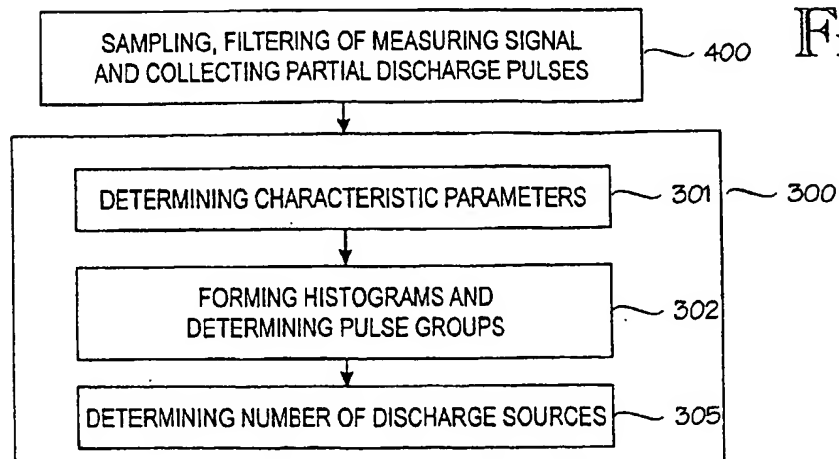 SAMPLING, FILTERING OF MEASURING SIGNAL
AND COLLECTING PARTIAL DISCHARGE PULSES
400
DETERMINING CHARACTERISTIC PARAMETERS
301
300
FORMING HISTOGRAMS AND
DETERMINING PULSE GROUPS
302
DETERMINING NUMBER OF DISCHARGE SOURCES
305